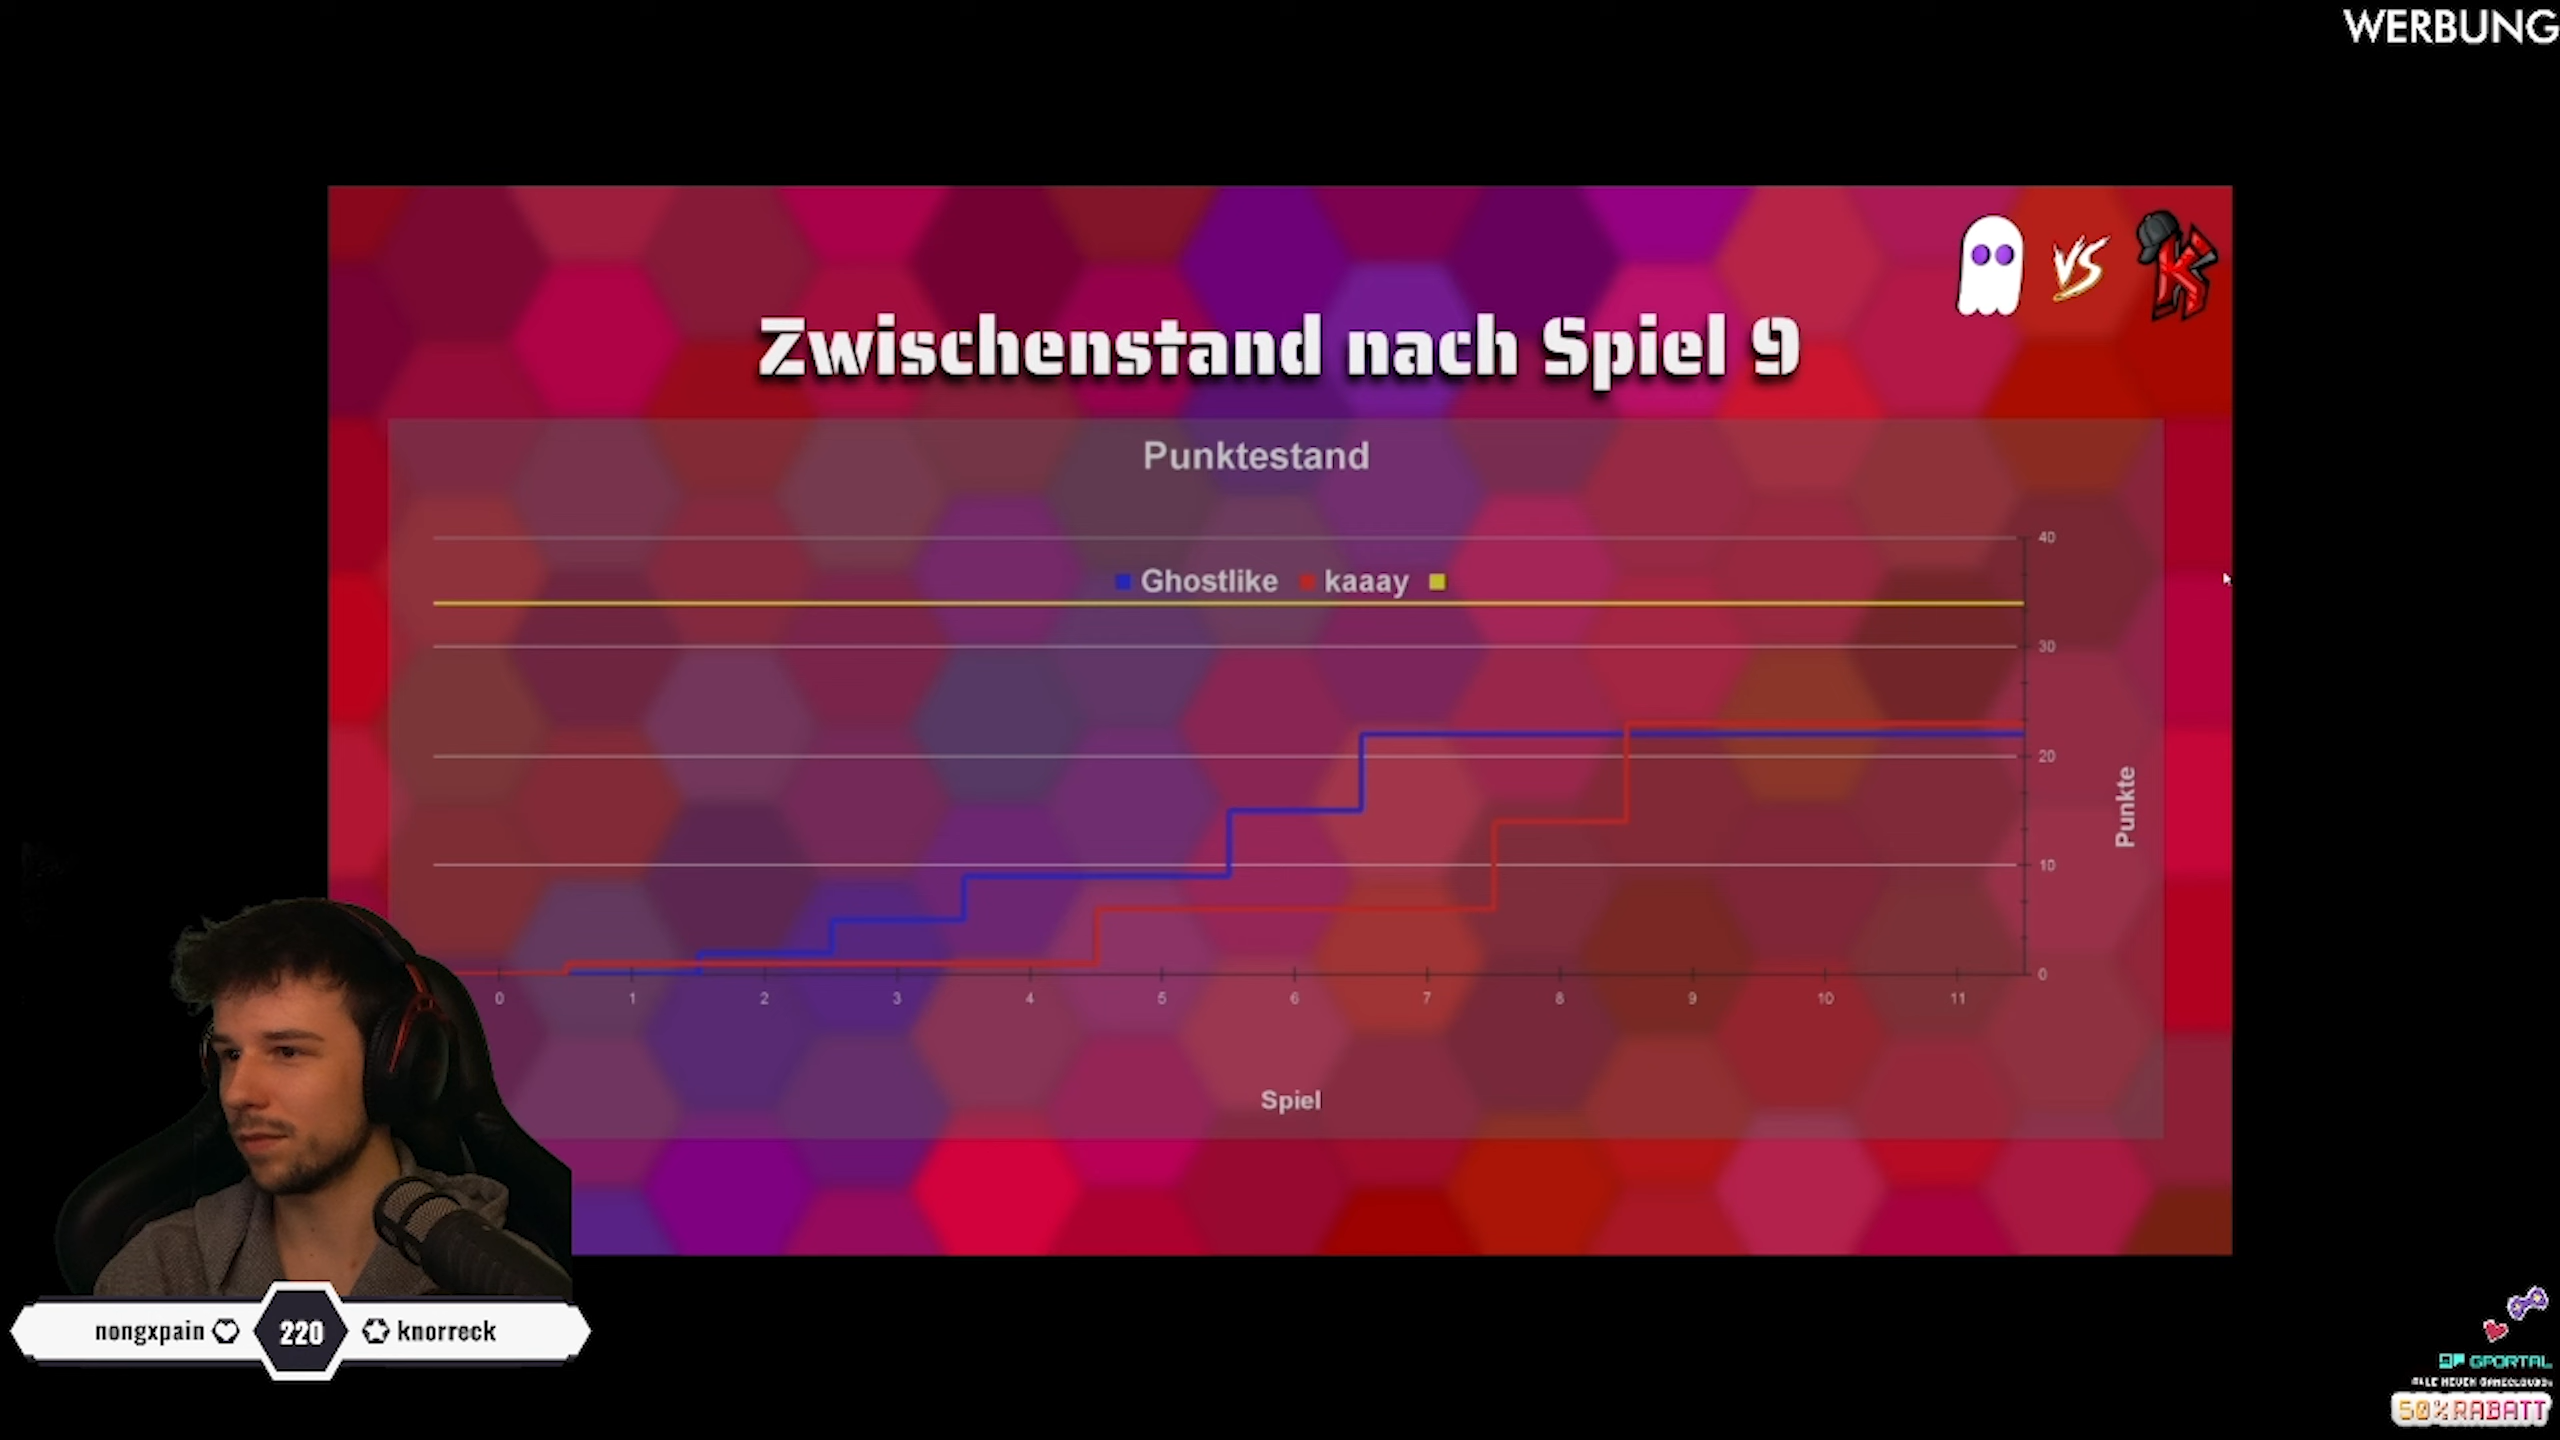 WERBUNG
VS
K
Zwischenstand nach Spiel 9
Punktestand
Ghostlike kaaay
40
30
20
10
0
Punkte
0 1 2 3 4 5 6 7 8 9 10 11
Spiel
nongxpain 220 knorreck
GPORTAL
50%RABATT